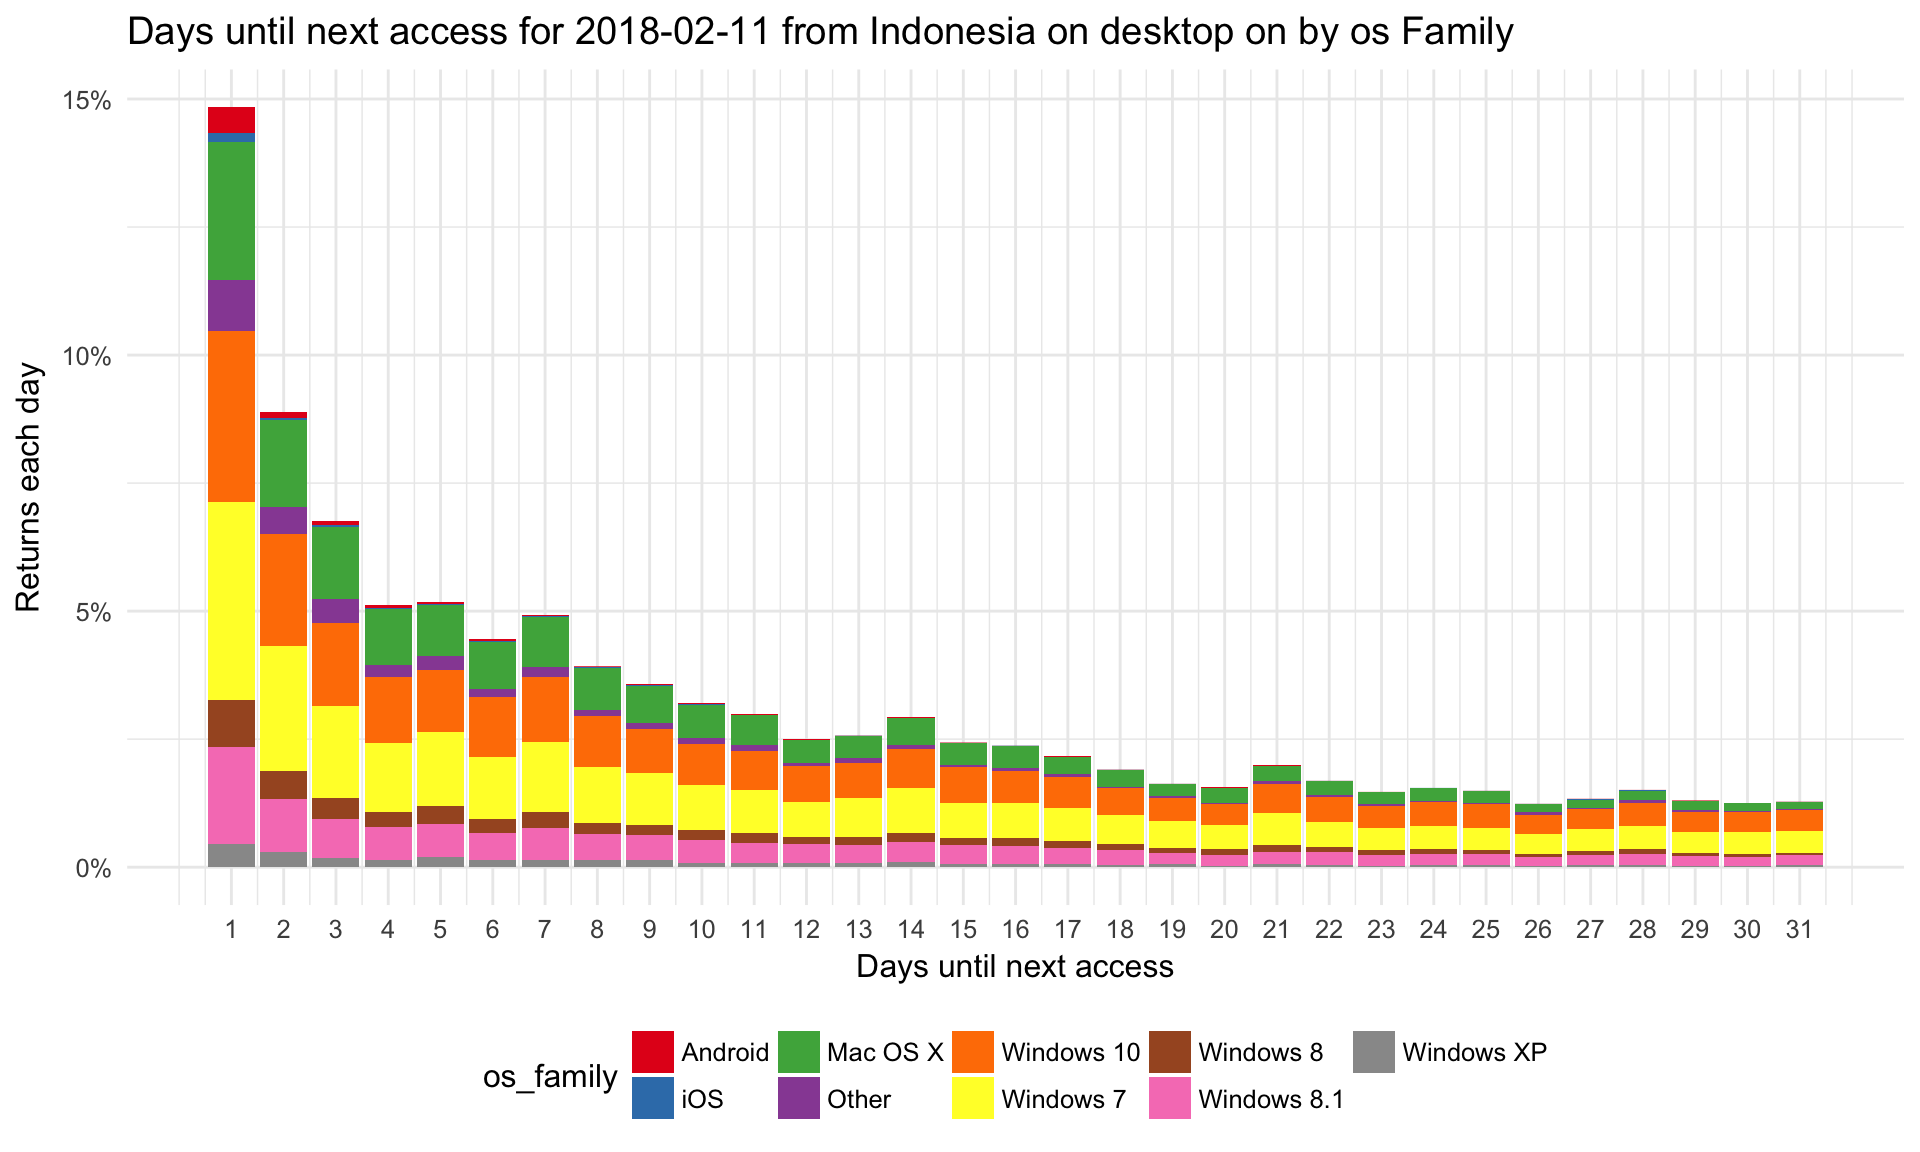 Days until next access for 2018-02-11 from Indonesia on desktop on by os Family
Returns each day
15%
10%
5%
0%
1 2 3 4 5 6 7 8 9 10 11 12 13 14 15 16 17 18 19 20 21 22 23 24 25 26 27 28 29 30 31
Days until next access
os_family
Android Mac OS X Windows 10 Windows 8 Windows XP
iOS Other Windows 7 Windows 8.1